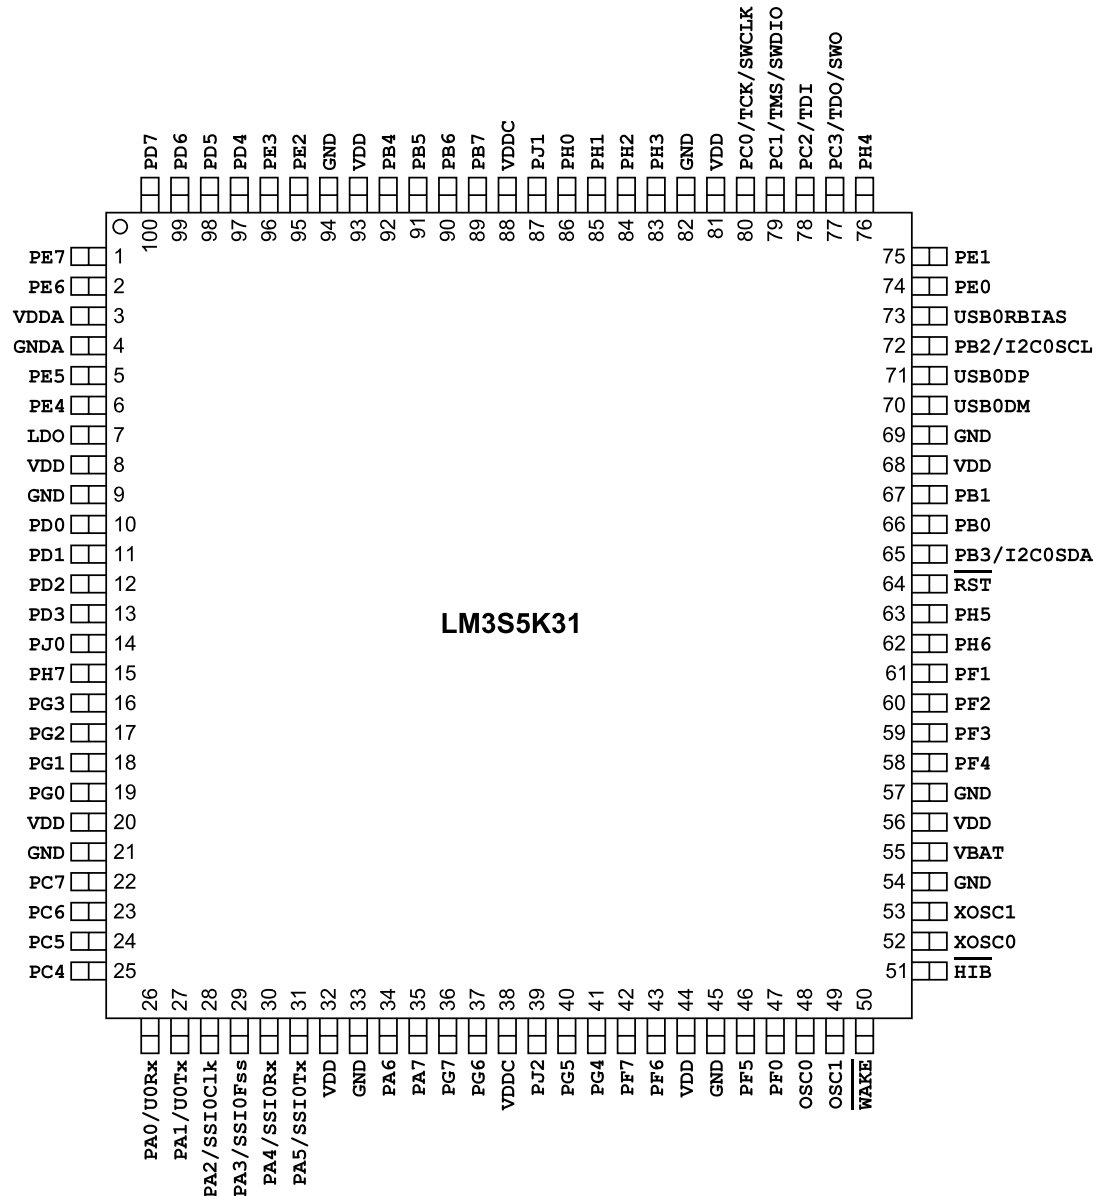 PD7
PD6
PD5
PD4
PE3
PE2
GND
VDD
PB4
PB5
PB6
PB7
VDDC
PJ1
PH0
PH1
PH2
PH3
GND
VDD
PC0/TCK/SWCLK
PC1/TMS/SWDIO
PC2/TDI
PC3/TDO/SWO
PH4
100
99
98
97
96
95
94
93
92
91
90
89
88
87
86
85
84
83
82
81
80
79
78
77
76
PE7 1
PE6 2
VDDA 3
GNDA 4
PE5 5
PE4 6
LDO 7
VDD 8
GND 9
PD0 10
PD1 11
PD2 12
PD3 13
PJ0 14
PH7 15
PG3 16
PG2 17
PG1 18
PG0 19
VDD 20
GND 21
PC7 22
PC6 23
PC5 24
PC4 25
LM3S5K31
75 PE1
74 PE0
73 USB0RBIAS
72 PB2/I2C0SCL
71 USB0DP
70 USB0DM
69 GND
68 VDD
67 PB1
66 PB0
65 PB3/I2C0SDA
64 RST
63 PH5
62 PH6
61 PF1
60 PF2
59 PF3
58 PF4
57 GND
56 VDD
55 VBAT
54 GND
53 XOSC1
52 XOSC0
51 HIB
26
27
28
29
30
31
32
33
34
35
36
37
38
39
40
41
42
43
44
45
46
47
48
49
50
PA0/U0Rx
PA1/U0Tx
PA2/SSI0Clk
PA3/SSI0Fss
PA4/SSI0Rx
PA5/SSI0Tx
VDD
GND
PA6
PA7
PG7
PG6
VDDC
PJ2
PG5
PG4
PF7
PF6
VDD
GND
PF5
PF0
OSC0
OSC1
WAKE